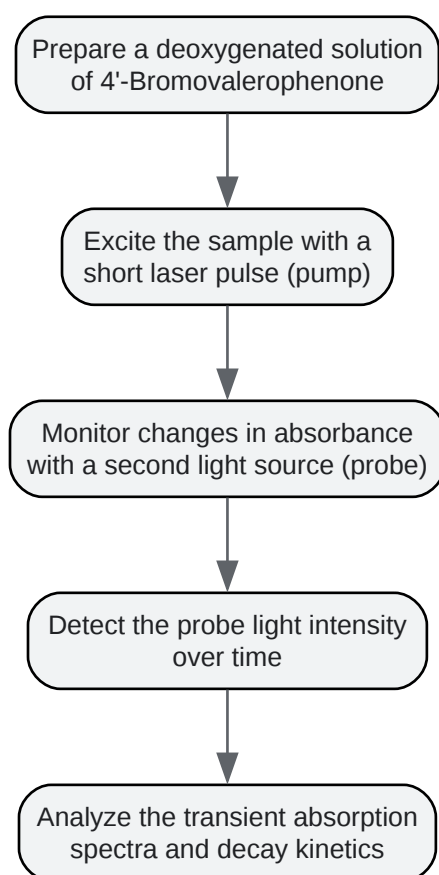 Prepare a deoxygenated solution
of 4'-Bromovalerophenone
Excite the sample with a
short laser pulse (pump)
Monitor changes in absorbance
with a second light source (probe)
Detect the probe light intensity
over time
Analyze the transient absorption
spectra and decay kinetics